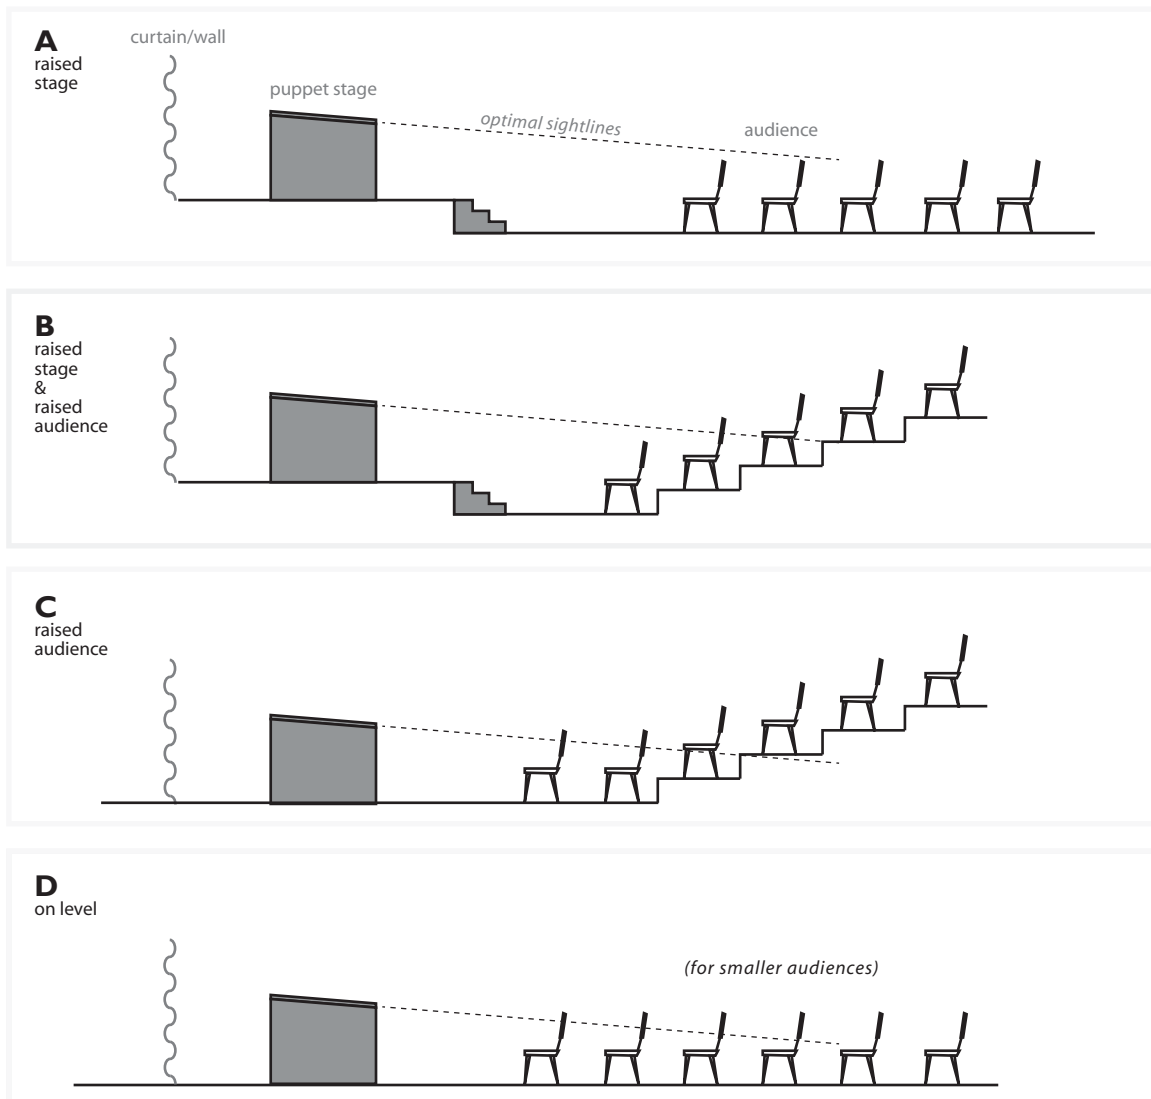 A
raised
stage
curtain/wall
puppet stage
optimal sightlines
audience
B
raised
stage
&
raised
audience
C
raised
audience
D
on level
(for smaller audiences)